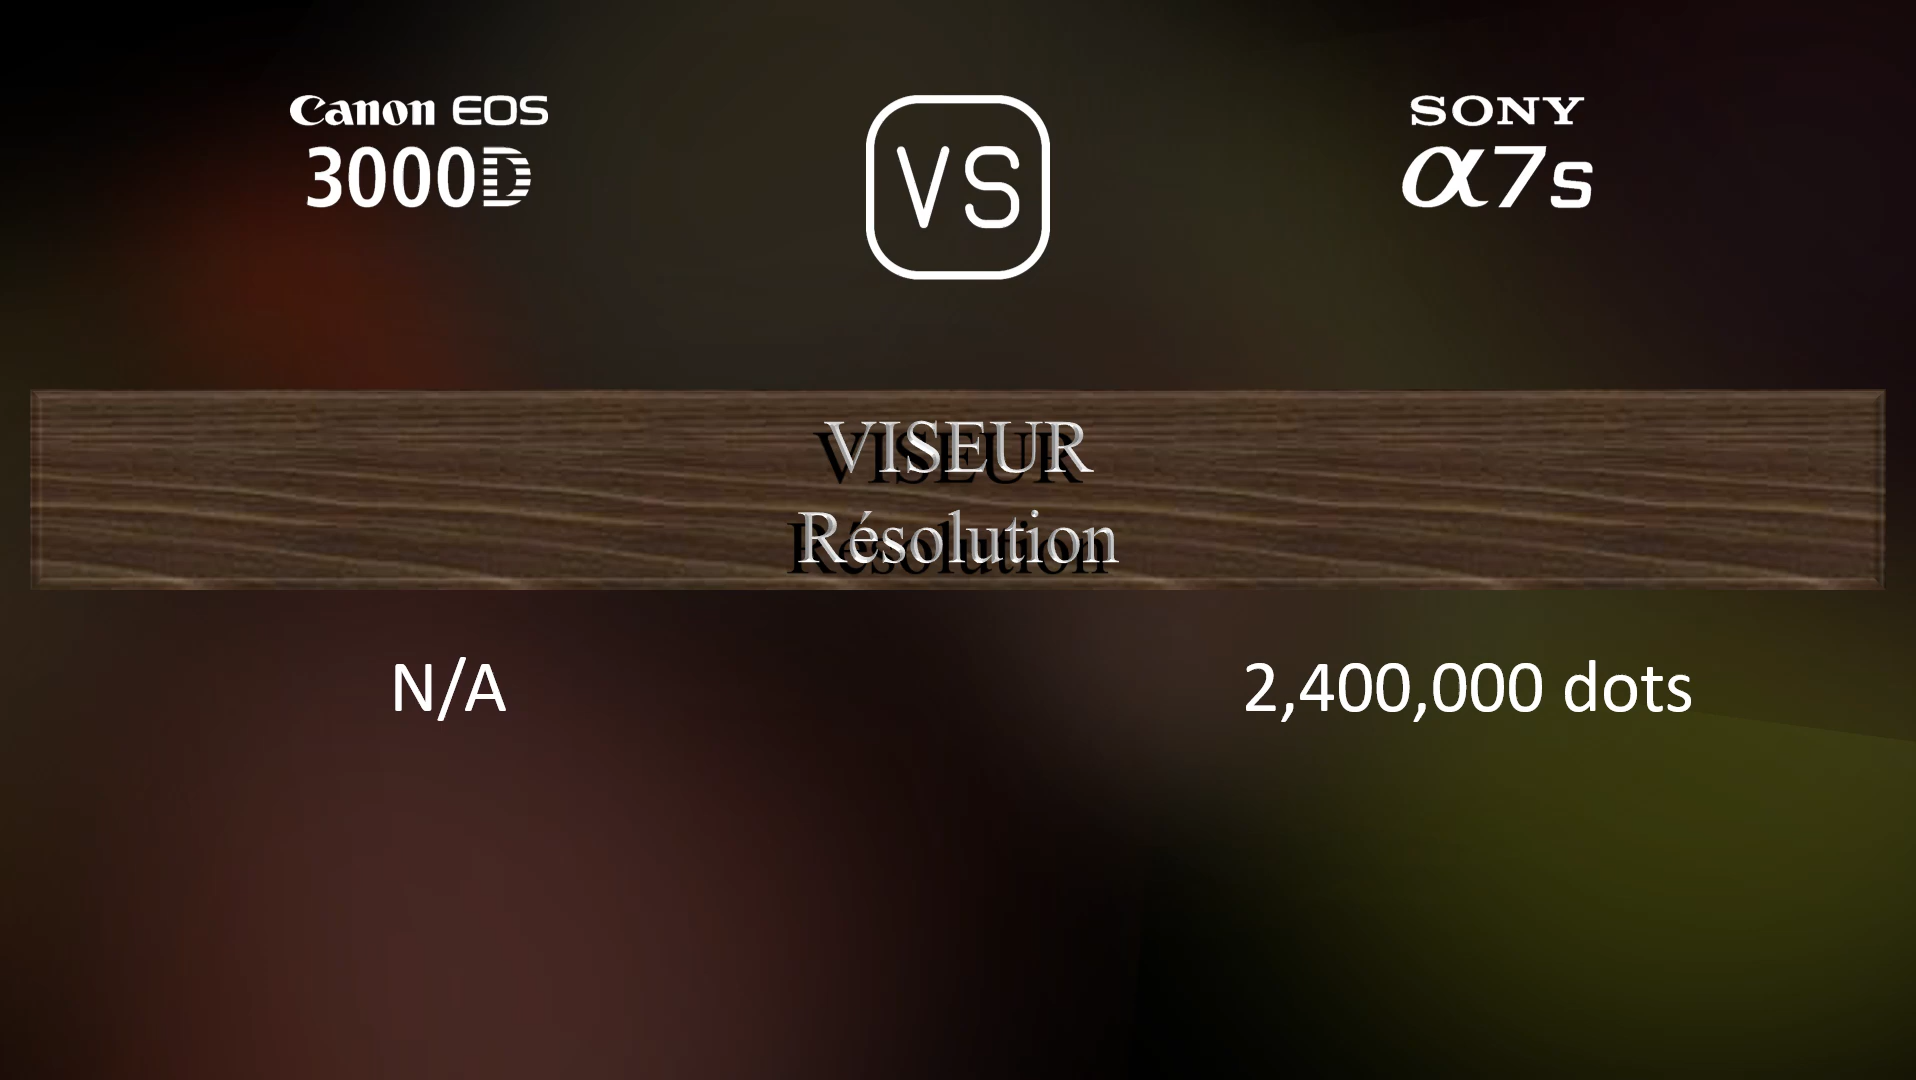 Canon EOS
3000D
VS
SONY
α7s
VISEUR
Résolution
N/A
2,400,000 dots